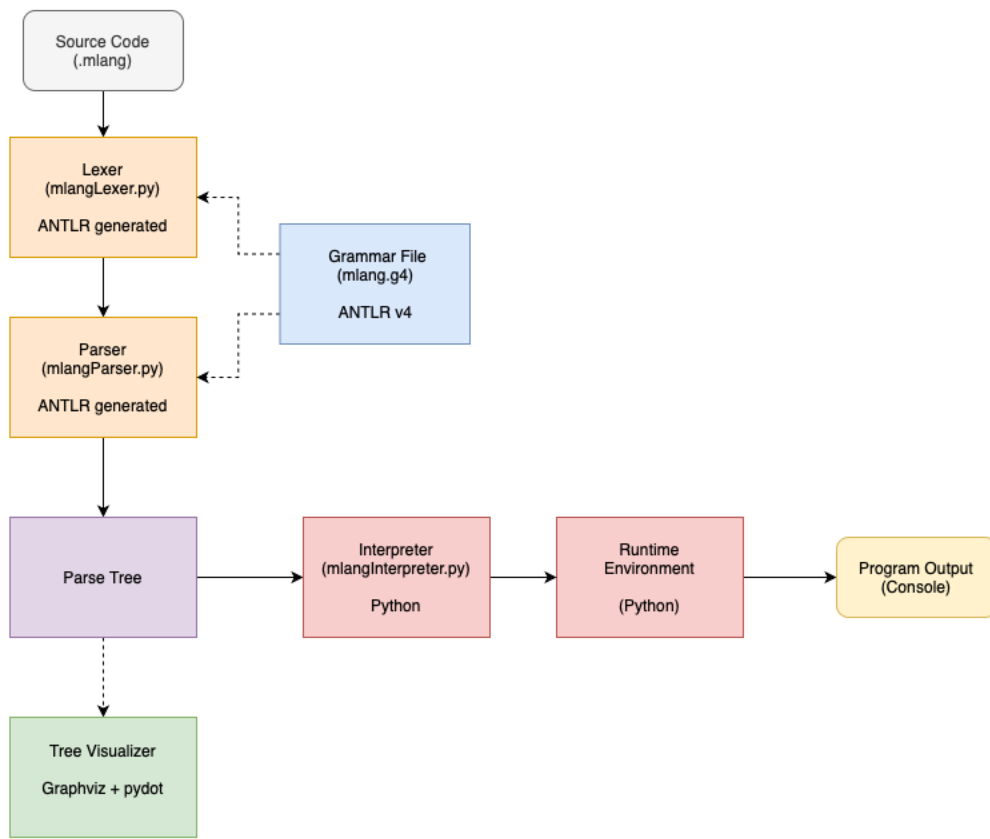 Source Code
(.mlang)
Lexer
(mlangLexer.py)
ANTLR generated
Grammar File
(mlang.g4)
ANTLR v4
Parser
(mlangParser.py)
ANTLR generated
Parse Tree
Interpreter
(mlangInterpreter.py)
Python
Runtime
Environment
(Python)
Program Output
(Console)
Tree Visualizer
Graphviz + pydot